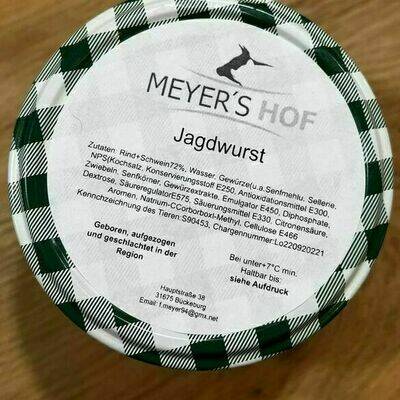 MEYER´S HOF
Jagdwurst
Zutaten: Rind+Schwein72%, Wasser, Gewürze(u.a.Senfmehlu. Sellerie,
NPS(Kochsalz, Konservierungsstoff E250, Antioxidationsmittel E300,
Zwiebeln, Senfkörner, Gewürzextrakte, Emulgator E450, Diphosphate,
Dextrose, SäureregulatorE575, Säuerungsmittel E330, Citronensäure,
Aromen, Natrium-CCorborboxl-Methyl, Cellulose E466
Kennchzeichnung des Tieren:S90453, Chargennummer:Lo220920221
Geboren, aufgezogen
und geschlachtet in der
Region
Bei unter+7°C min.
Haltbar bis:
siehe Aufdruck
Hauptstraße 38
31675 Bückeburg
Email: f.meyer94@gmx.net